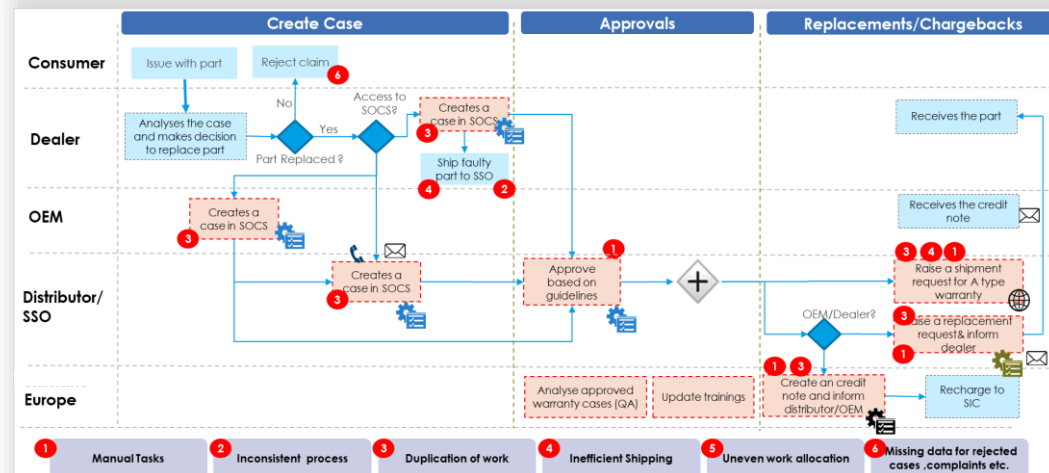 Create Case
Approvals
Replacements/Chargebacks
Consumer
Issue with part
Reject claim
6
No
Access to
SOCS?
Dealer
Analyses the case
and makes decision
to replace part
Yes
Part Replaced ?
Creates a
case in SOCS
3
Ship faulty
part to SSO
4
2
Receives the part
OEM
Creates a
case in SOCS
3
Receives the credit
note
Distributor/
SSO
Creates a
case in SOCS
3
1
Approve
based on
guidelines
3 4 1
Raise a shipment
request for A type
warranty
OEM/Dealer?
3
aise a replacement
request& inform
dealer
1
Europe
Analyse approved
warranty cases (QA)
Update trainings
1 3
Create an credit
note and inform
distributor/OEM
Recharge to
SIC
1
Manual Tasks
2
Inconsistent process
3
Duplication of work
4
Inefficient Shipping
5
Uneven work allocation
6
Missing data for rejected
cases ,complaints etc.